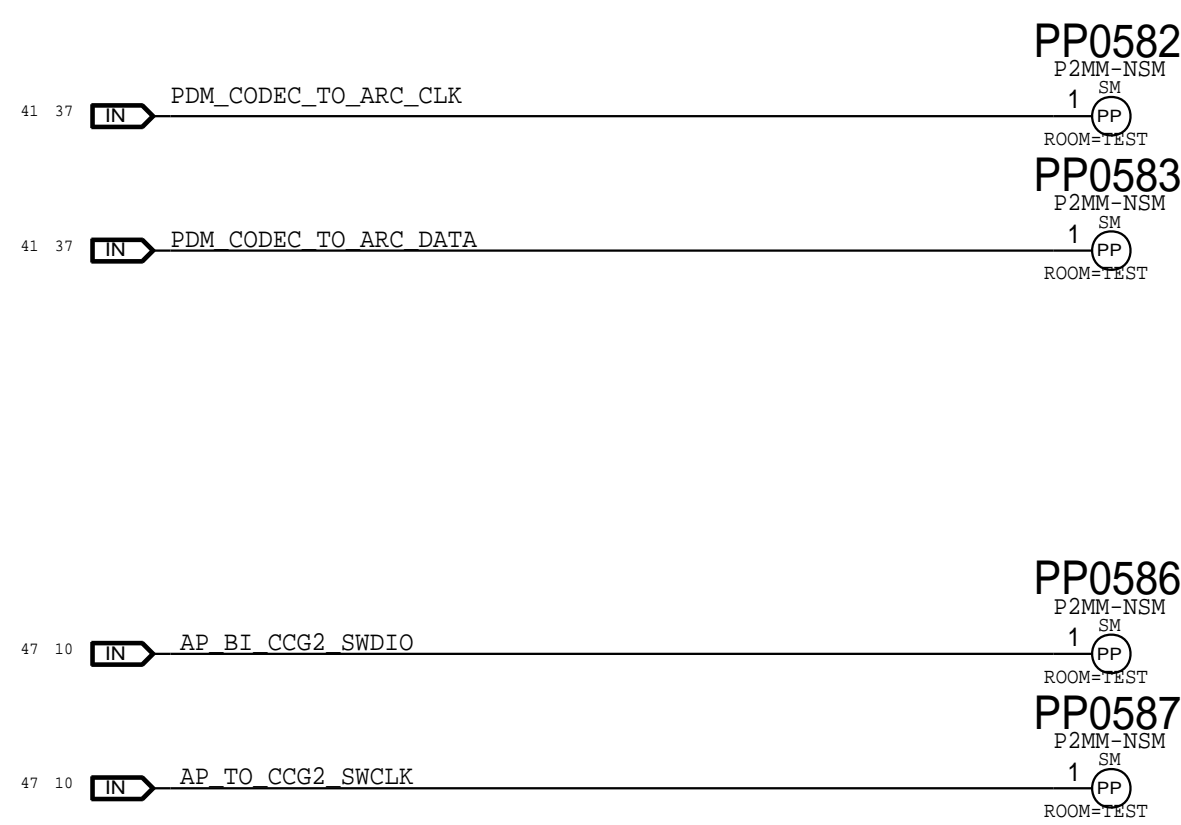 PP0582
P2MM-NSM
SM
41 37 IN PDM_CODEC_TO_ARC_CLK 1 PP
ROOM=TEST
PP0583
P2MM-NSM
SM
41 37 IN PDM_CODEC_TO_ARC_DATA 1 PP
ROOM=TEST
PP0586
P2MM-NSM
SM
47 10 IN AP_BI_CCG2_SWDIO 1 PP
ROOM=TEST
PP0587
P2MM-NSM
SM
47 10 IN AP_TO_CCG2_SWCLK 1 PP
ROOM=TEST